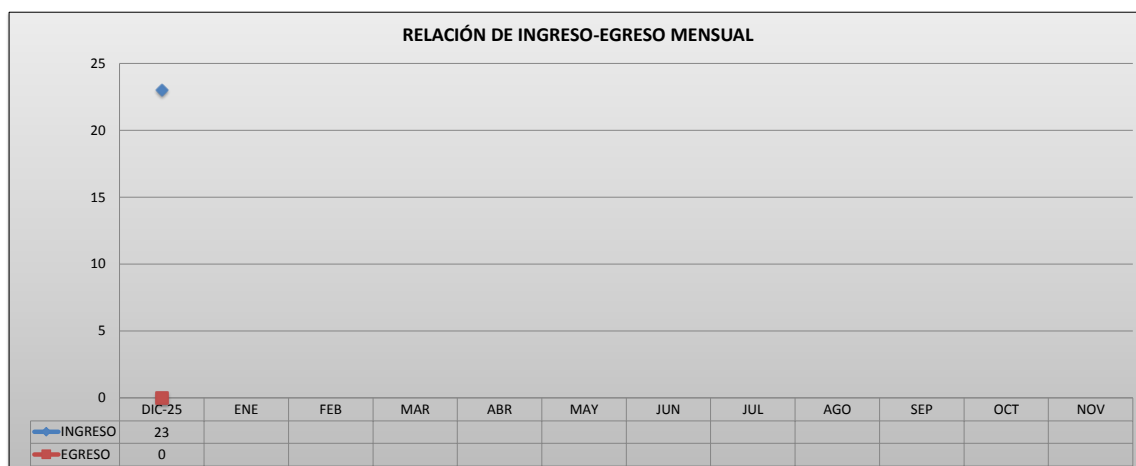 RELACIÓN DE INGRESO-EGRESO MENSUAL
25
20
15
10
5
0
DIC-25 ENE FEB MAR ABR MAY JUN JUL AGO SEP OCT NOV
INGRESO 23
EGRESO 0